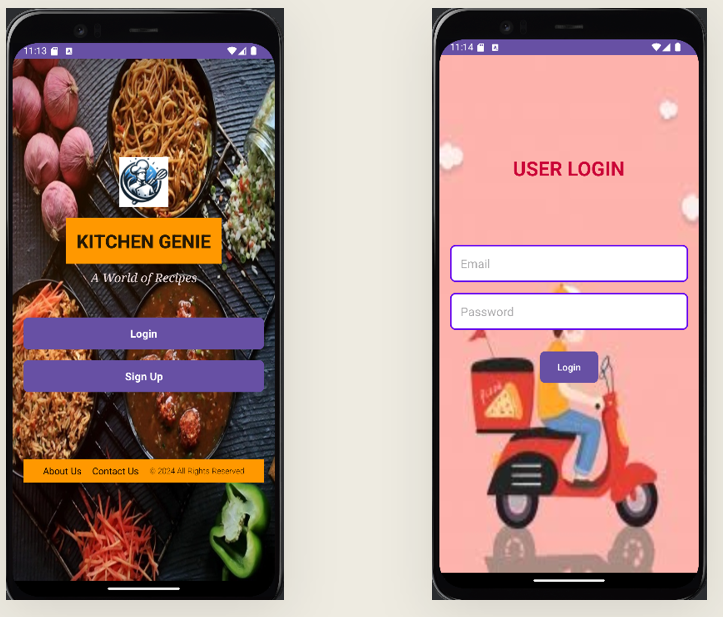 11:13
KITCHEN GENIE
A World of Recipes
Login
Sign Up
About Us Contact Us © 2024 All Rights Reserved
11:14
USER LOGIN
Email
Password
Login
PIZZA